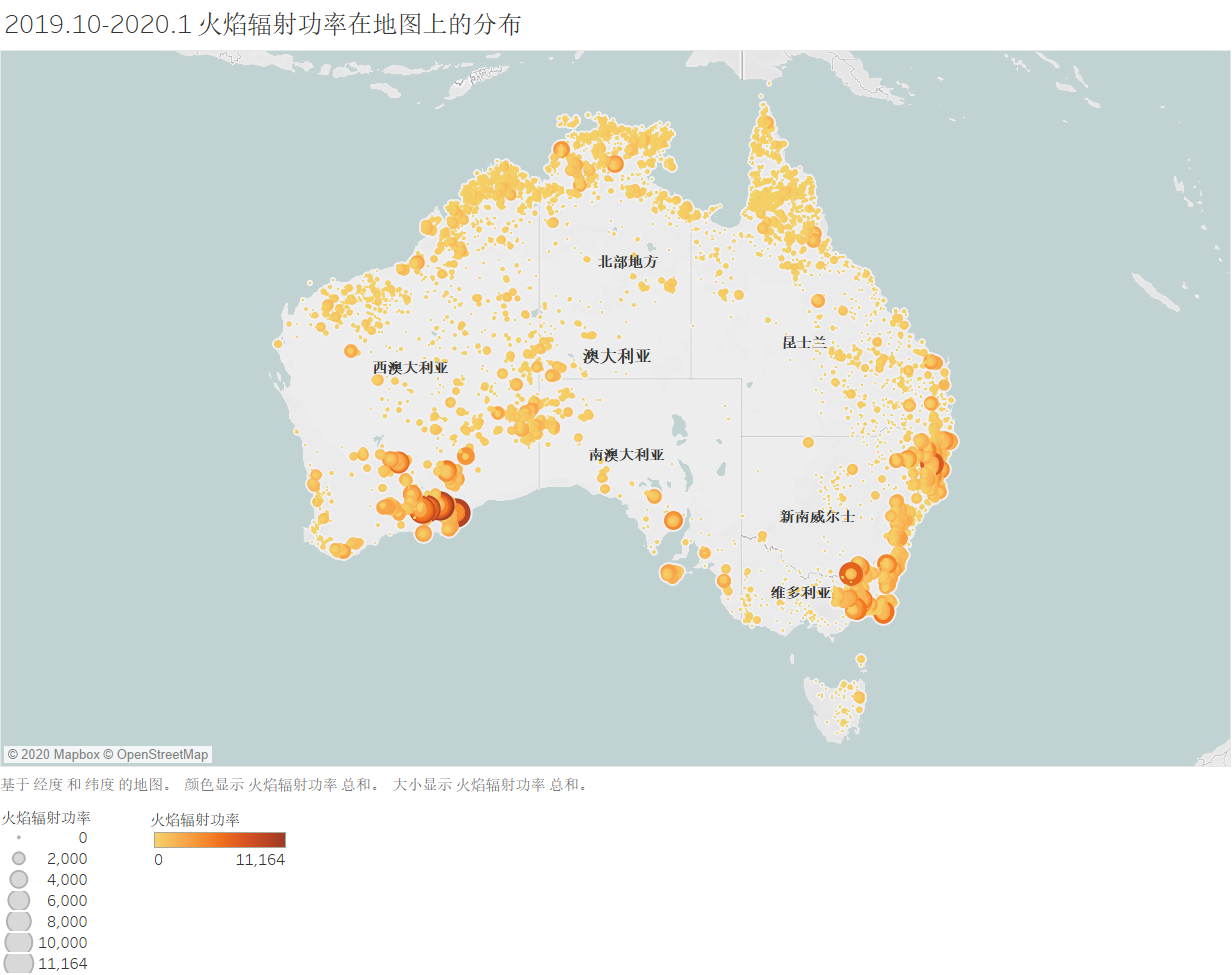 2019.10-2020.1 火焰辐射功率在地图上的分布
北部地方
昆士兰
澳大利亚
西澳大利亚
南澳大利亚
新南威尔士
维多利亚
© 2020 Mapbox © OpenStreetMap
基于 经度 和 纬度 的地图。 颜色显示 火焰辐射功率 总和。 大小显示 火焰辐射功率 总和。
火焰辐射功率
0
2,000
4,000
6,000
8,000
10,000
11,164
火焰辐射功率
0 11,164